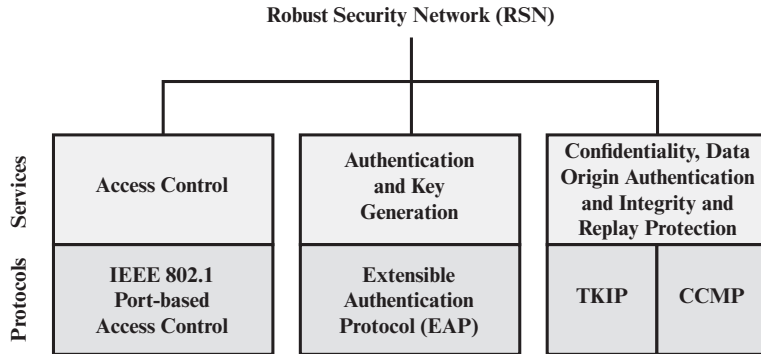 Robust Security Network (RSN)
Services
Access Control
Authentication
and Key
Generation
Confidentiality, Data
Origin Authentication
and Integrity and
Replay Protection
Protocols
IEEE 802.1
Port-based
Access Control
Extensible
Authentication
Protocol (EAP)
TKIP
CCMP